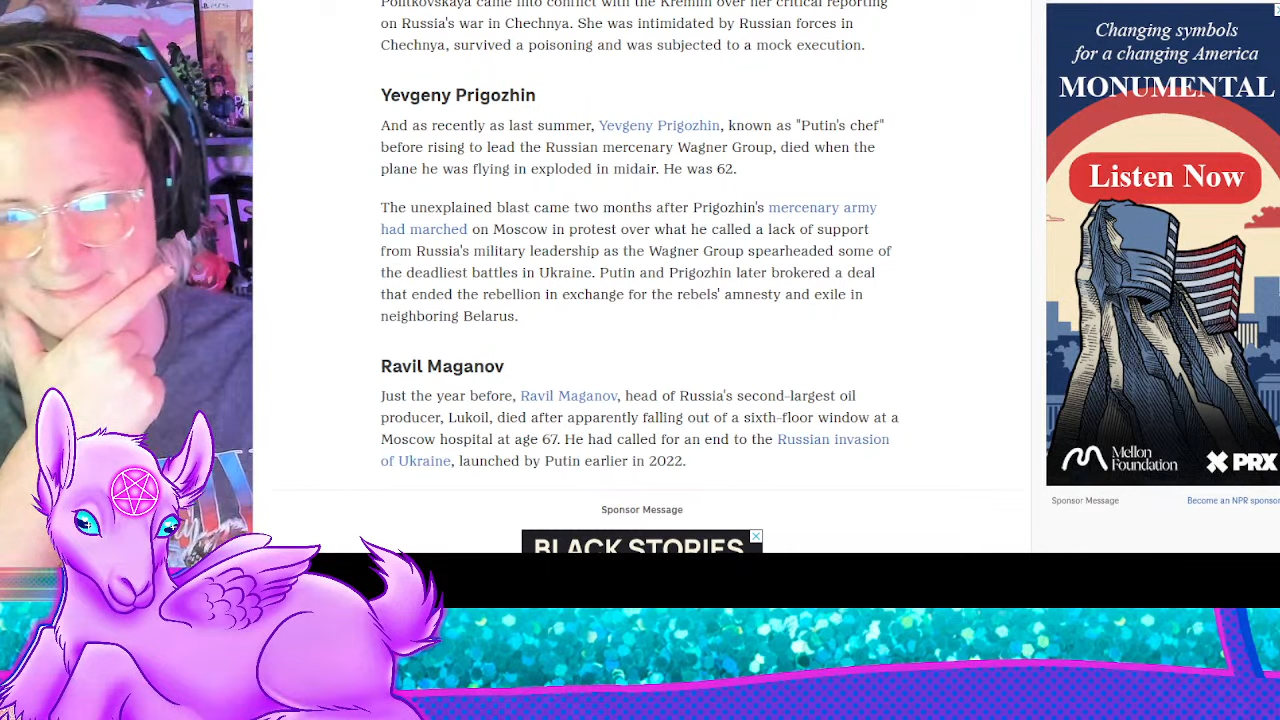 Politkovskaya came into conflict with the Kremlin over her critical reporting
on Russia's war in Chechnya. She was intimidated by Russian forces in
Chechnya, survived a poisoning and was subjected to a mock execution.
Yevgeny Prigozhin
And as recently as last summer, Yevgeny Prigozhin, known as "Putin's chef"
before rising to lead the Russian mercenary Wagner Group, died when the
plane he was flying in exploded in midair. He was 62.
The unexplained blast came two months after Prigozhin's mercenary army
had marched on Moscow in protest over what he called a lack of support
from Russia's military leadership as the Wagner Group spearheaded some of
the deadliest battles in Ukraine. Putin and Prigozhin later brokered a deal
that ended the rebellion in exchange for the rebels' amnesty and exile in
neighboring Belarus.
Ravil Maganov
Just the year before, Ravil Maganov, head of Russia's second-largest oil
producer, Lukoil, died after apparently falling out of a sixth-floor window at a
Moscow hospital at age 67. He had called for an end to the Russian invasion
of Ukraine, launched by Putin earlier in 2022.
Sponsor Message
BLACK STORIES
Changing symbols
for a changing America
MONUMENTAL
Listen Now
Mellon
Foundation
PRX
Sponsor Message
Become an NPR sponsor